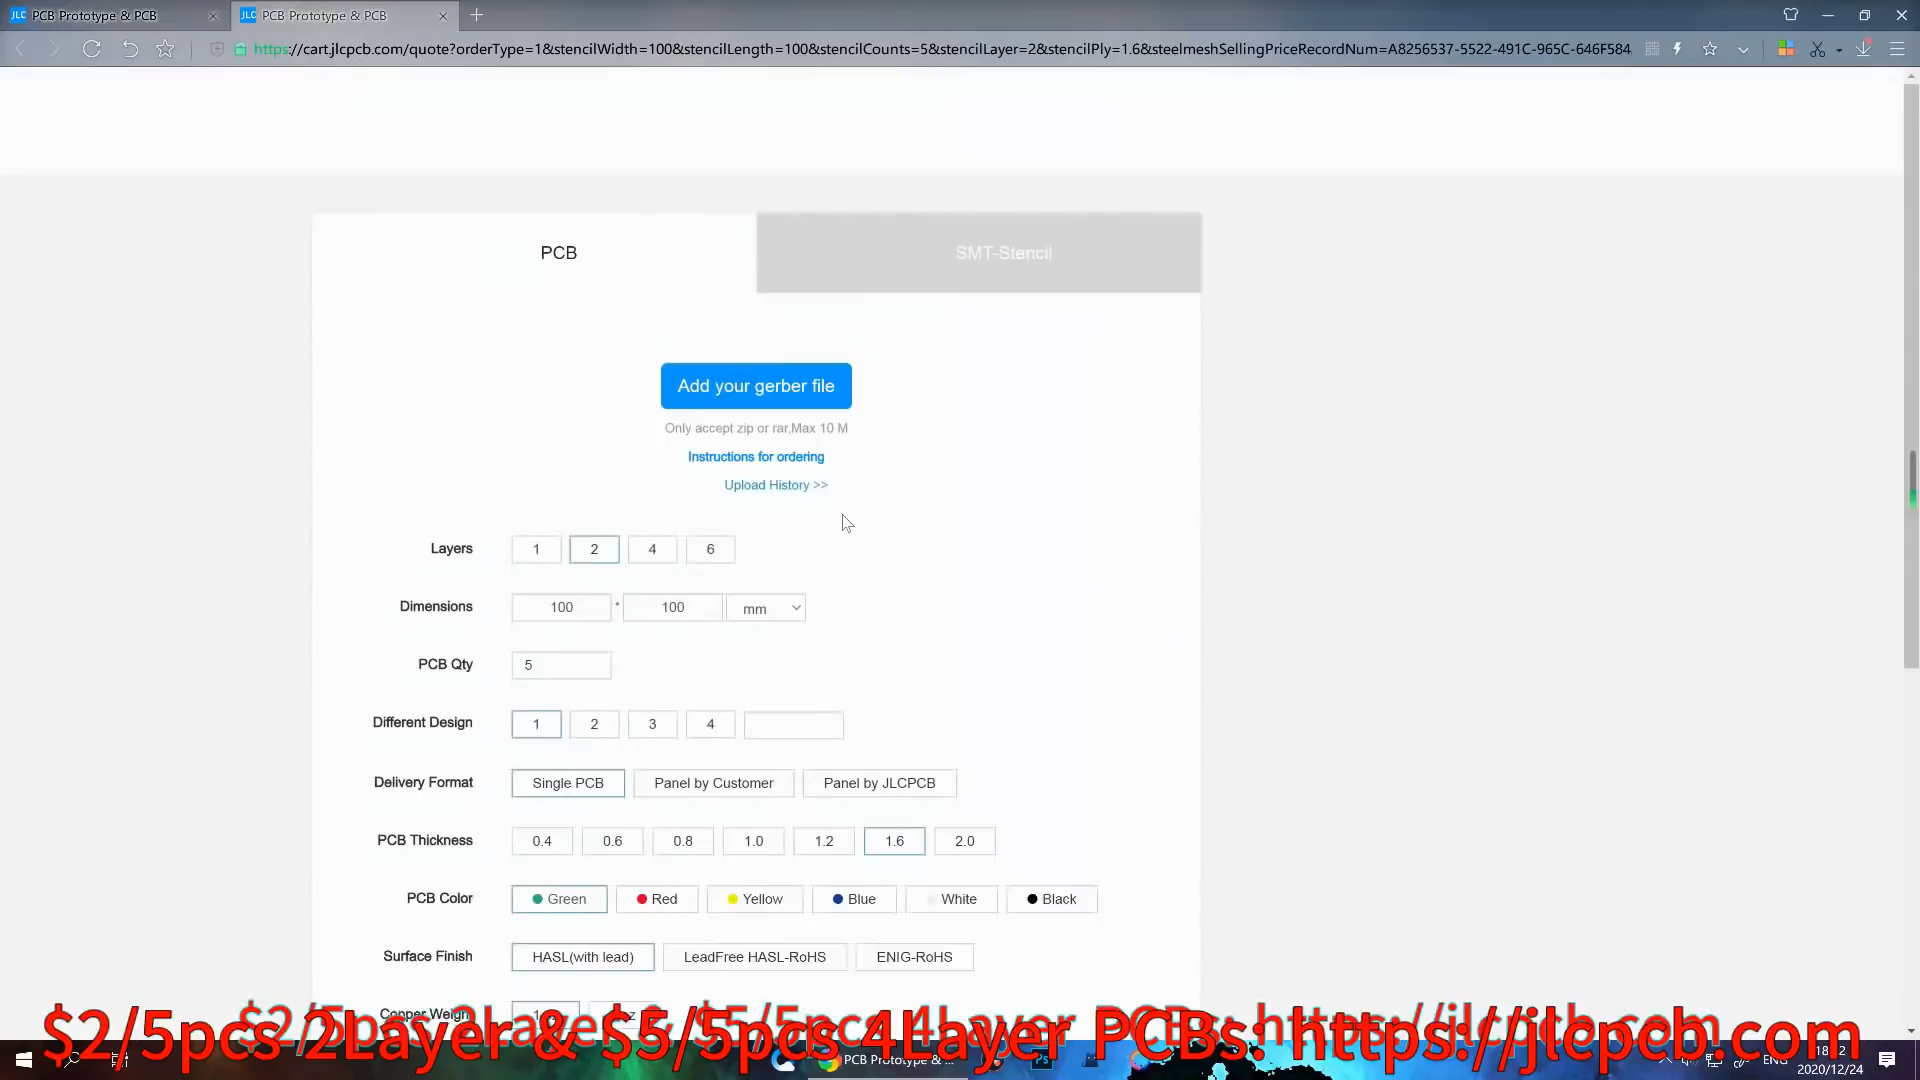 JLC PCB Prototype & PCB
JLC PCB Prototype & PCB
https://cart.jlcpcb.com/quote?orderType=1&stencilWidth=100&stencilLength=100&stencilCounts=5&stencilLayer=2&stencilPly=1.6&steelmeshSellingPriceRecordNum=A8256537-5522-491C-965C-646F584
PCB
SMT-Stencil
Add your gerber file
Only accept zip or rar,Max 10 M
Instructions for ordering
Upload History >>
Layers 1 2 4 6
Dimensions 100 * 100 mm
PCB Qty 5
Different Design 1 2 3 4
Delivery Format Single PCB Panel by Customer Panel by JLCPCB
PCB Thickness 0.4 0.6 0.8 1.0 1.2 1.6 2.0
PCB Color Green Red Yellow Blue White Black
Surface Finish HASL(with lead) LeadFree HASL-RoHS ENIG-RoHS
Copper Weight
$2/5pcs 2Layer & $5/5pcs 4Layer PCBs: https://jlcpcb.com
PCB Prototype & ...
Ps
ENG
2020/12/24